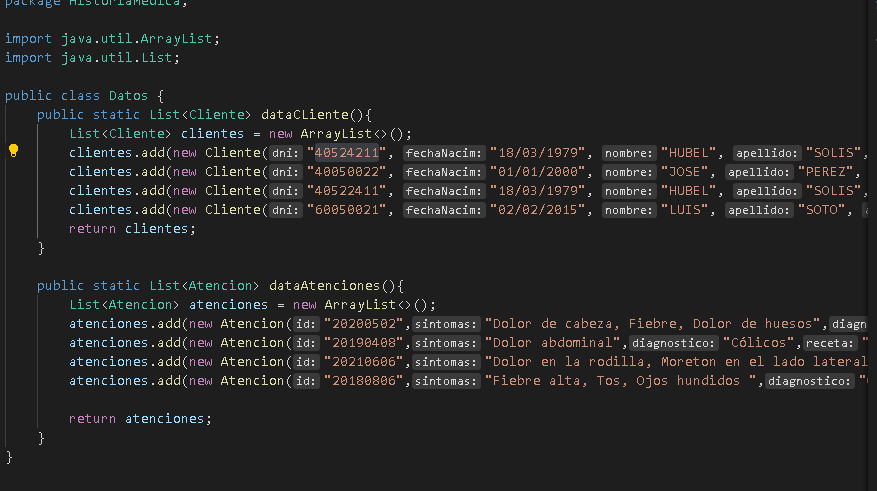 package HistoriaMedica;
import java.util.ArrayList;
import java.util.List;
public class Datos {
public static List<Cliente> dataCLiente(){
List<Cliente> clientes = new ArrayList<>();
clientes.add(new Cliente(dni: "40524211", fechaNacim: "18/03/1979", nombre: "HUBEL", apellido: "SOLIS",
clientes.add(new Cliente(dni: "40050022", fechaNacim: "01/01/2000", nombre: "JOSE", apellido: "PEREZ",
clientes.add(new Cliente(dni: "40522411", fechaNacim: "18/03/1979", nombre: "HUBEL", apellido: "SOLIS",
clientes.add(new Cliente(dni: "60050021", fechaNacim: "02/02/2015", nombre: "LUIS", apellido: "SOTO",
return clientes;
}
public static List<Atencion> dataAtenciones(){
List<Atencion> atenciones = new ArrayList<>();
atenciones.add(new Atencion(id: "20200502",sintomas: "Dolor de cabeza, Fiebre, Dolor de huesos",diagn
atenciones.add(new Atencion(id: "20190408",sintomas: "Dolor abdominal",diagnostico: "Cólicos",receta: "
atenciones.add(new Atencion(id: "20210606",sintomas: "Dolor en la rodilla, Moreton en el lado lateral
atenciones.add(new Atencion(id: "20180806",sintomas: "Fiebre alta, Tos, Ojos hundidos ",diagnostico: "
return atenciones;
}
}